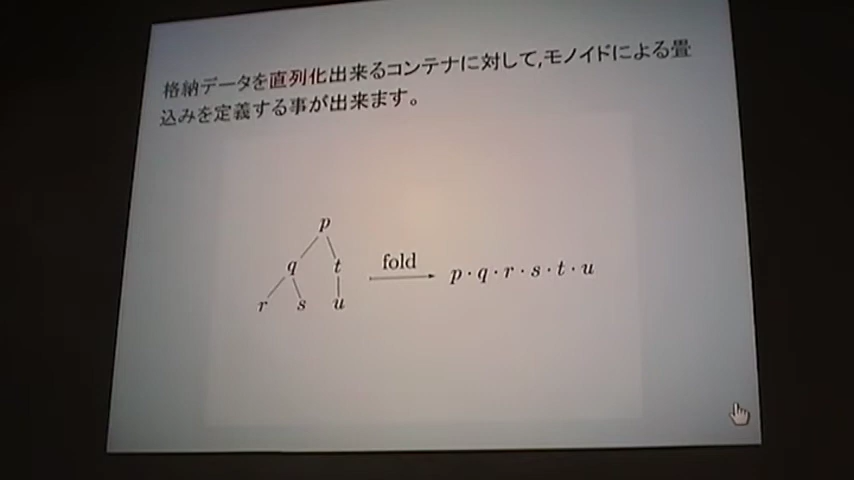 格納データを直列化出来るコンテナに対して,モノイドによる畳
込みを定義する事が出来ます。
p
q t
r s u
fold
p · q · r · s · t · u